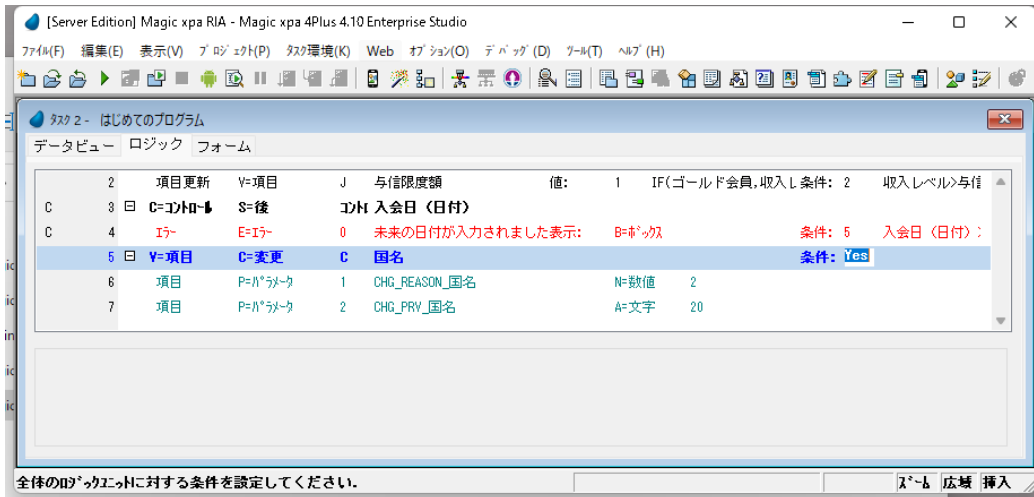 [Server Edition] Magic xpa RIA - Magic xpa 4Plus 4.10 Enterprise Studio
ﾌｧｲﾙ(F) 編集(E) 表示(V) ﾌﾟﾛｼﾞｪｸﾄ(P) ﾀｽｸ環境(K) Web ｵﾌﾟｼｮﾝ(O) ﾃﾞﾊﾞｯｸﾞ(D) ﾂｰﾙ(T) ﾍﾙﾌﾟ(H)
ﾀｽｸ 2 - はじめてのプログラム
データビュー ロジック フォーム
2 項目更新 V=項目 J 与信限度額 値: 1 IF(ゴールド会員,収入し 条件: 2 収入レベル>与信
C 3 C=ｺﾝﾄﾛｰﾙ S=後 ｺﾝﾄﾛ 入会日（日付）
C 4 ｴﾗｰ E=ｴﾗｰ 0 未来の日付が入力されました 表示: B=ﾎﾞｯｸｽ 条件: 5 入会日（日付）
5 V=項目 C=変更 C 国名 条件: Yes
6 項目 P=ﾊﾟﾗﾒｰﾀ 1 CHG_REASON_国名 N=数値 2
7 項目 P=ﾊﾟﾗﾒｰﾀ 2 CHG_PRV_国名 A=文字 20
全体のﾛｼﾞｯｸﾕﾆｯﾄに対する条件を設定してください. ｽﾞｰﾑ 広域 挿入